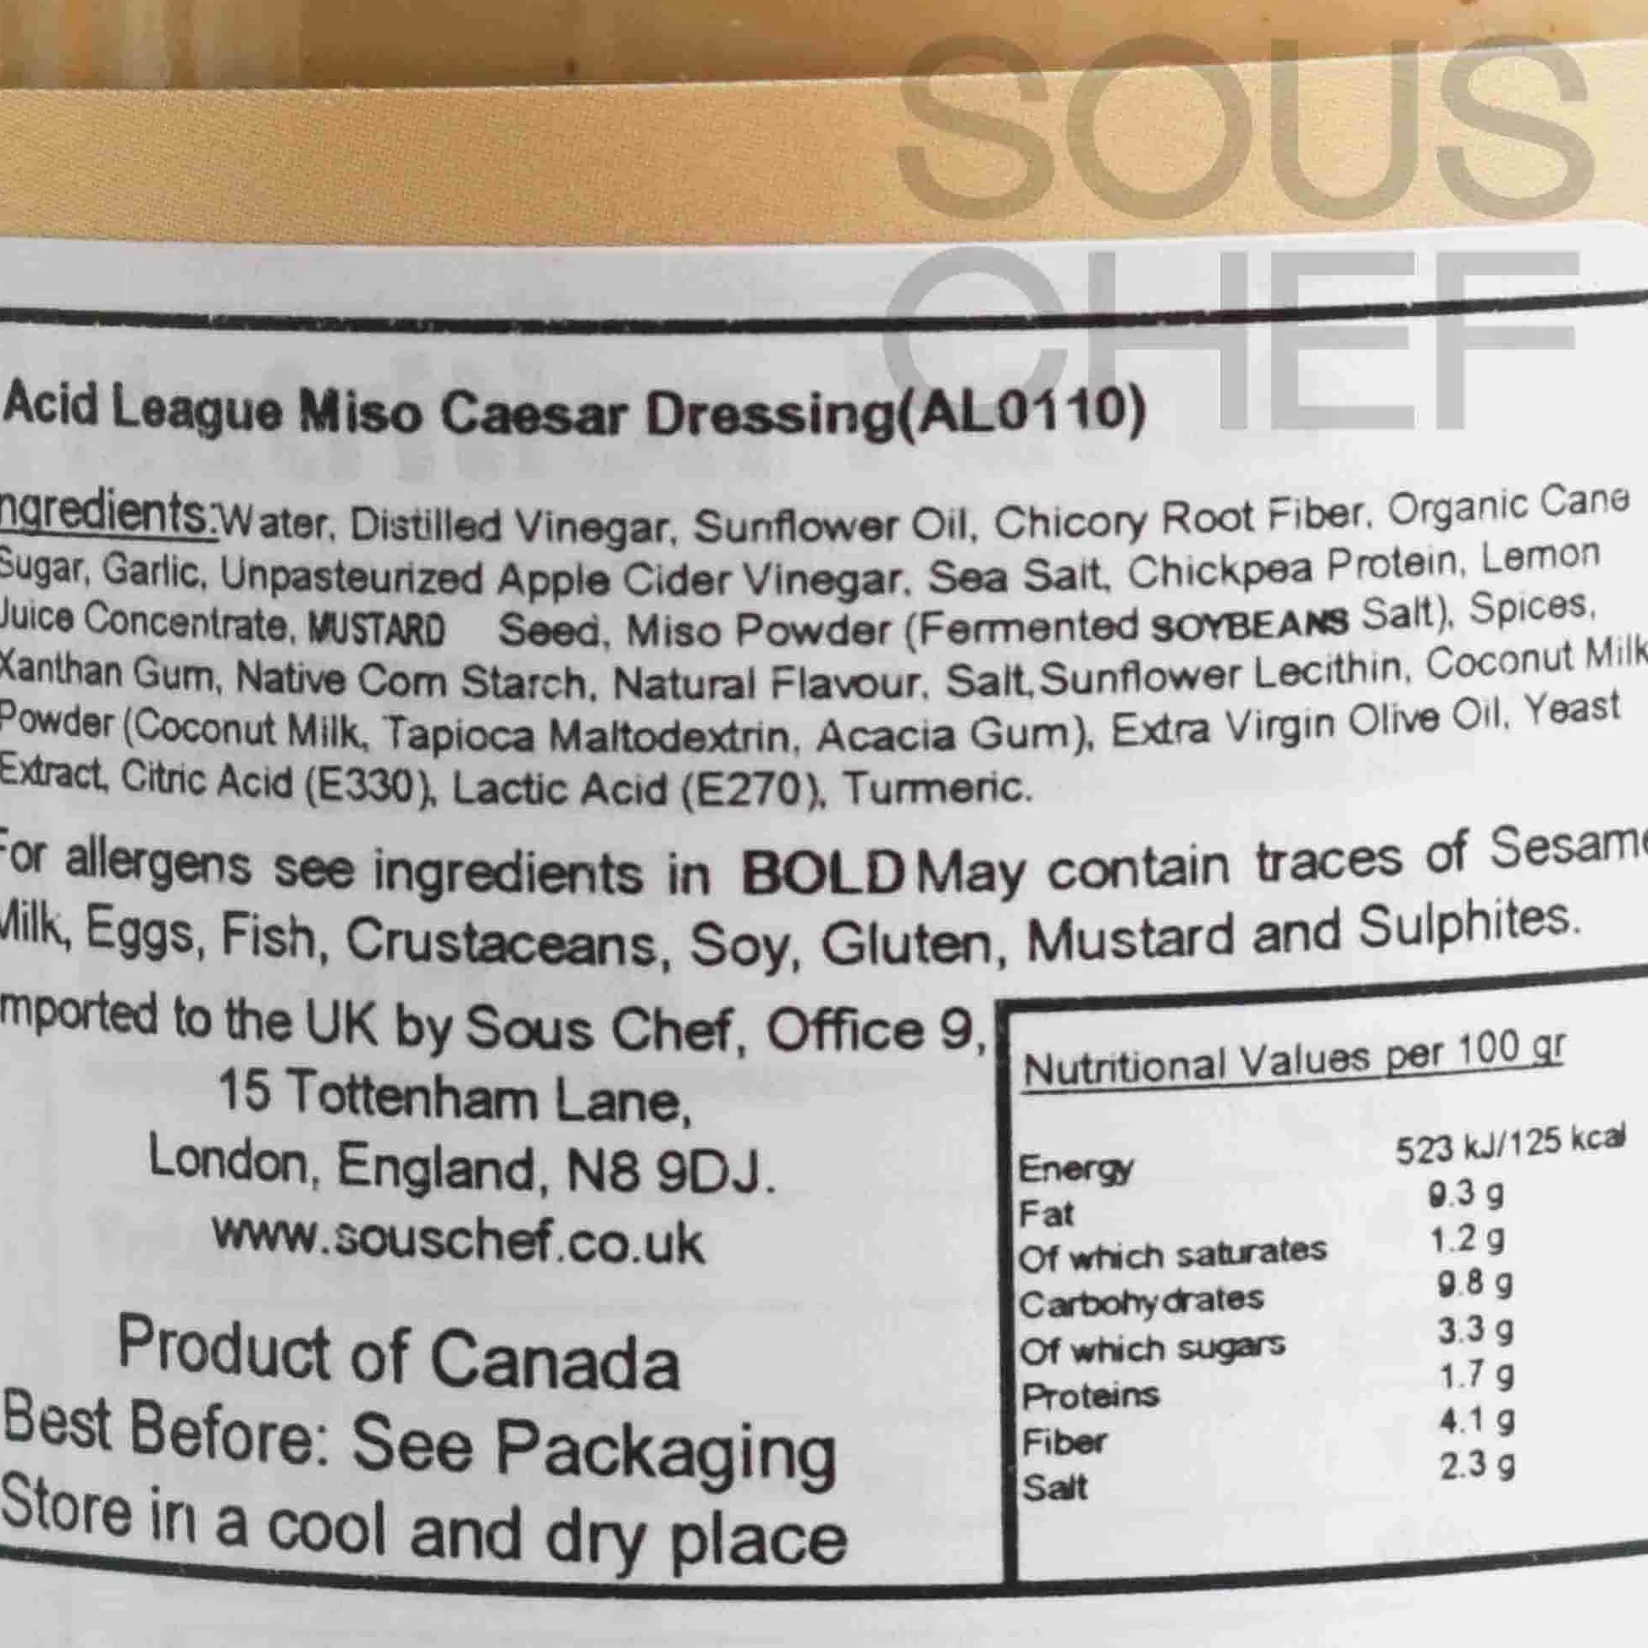 SOUS
CHEF
Acid League Miso Caesar Dressing(AL0110)
ngredients:Water, Distilled Vinegar, Sunflower Oil, Chicory Root Fiber, Organic Cane
Sugar, Garlic, Unpasteurized Apple Cider Vinegar, Sea Salt, Chickpea Protein, Lemon
Juice Concentrate, MUSTARD Seed, Miso Powder (Fermented SOYBEANS Salt), Spices,
Xanthan Gum, Native Corn Starch, Natural Flavour, Salt, Sunflower Lecithin, Coconut Milk
Powder (Coconut Milk, Tapioca Maltodextrin, Acacia Gum), Extra Virgin Olive Oil, Yeast
Extract, Citric Acid (E330), Lactic Acid (E270), Turmeric.
For allergens see ingredients in BOLD May contain traces of Sesame
Milk, Eggs, Fish, Crustaceans, Soy, Gluten, Mustard and Sulphites.
mported to the UK by Sous Chef, Office 9,
15 Tottenham Lane,
London, England, N8 9DJ.
www.souschef.co.uk
Product of Canada
Best Before: See Packaging
Store in a cool and dry place
Nutritional Values per 100 gr
Energy 523 kJ/125 kcal
Fat 9.3 g
Of which saturates 1.2 g
Carbohydrates 9.8 g
Of which sugars 3.3 g
Proteins 1.7 g
Fiber 4.1 g
Salt 2.3 g